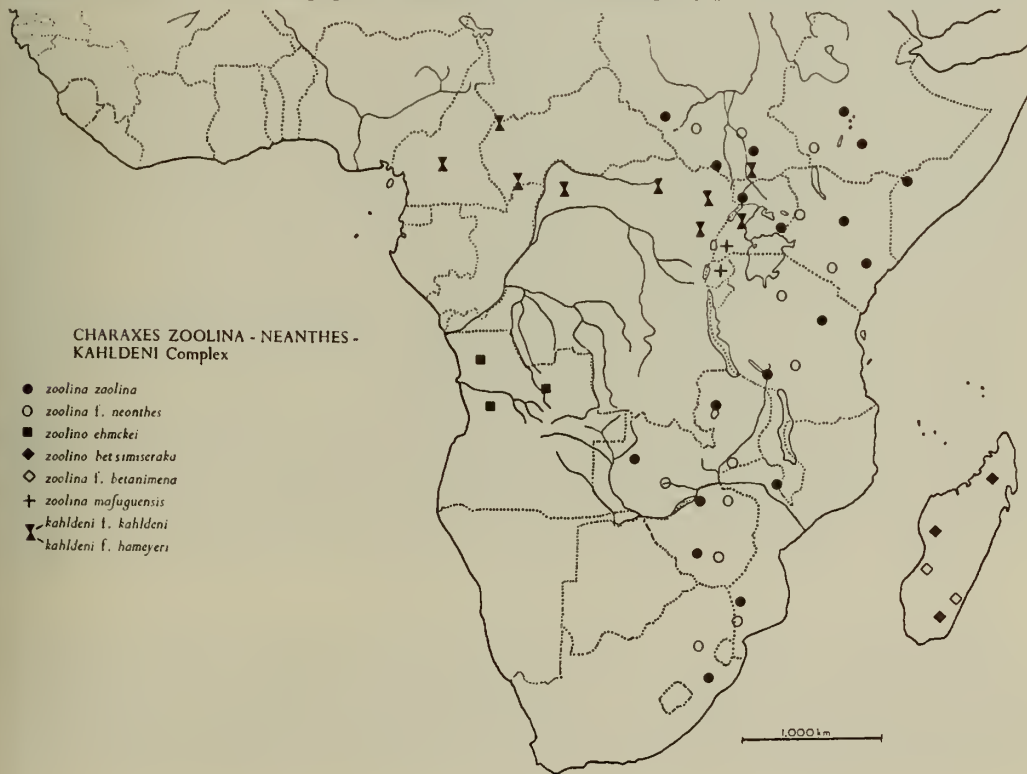 CHARAXES ZOOLINA - NEANTHES -
KAHLDENI Complex
zoolina zaolina
zoolina f. neonthes
zoolino ehmckei
zoolino betsimiseraka
zoolina f. betanimena
zoolina mafuguensis
kahldeni f. kahldeni
kahldeni f. hameyeri
1,000 km